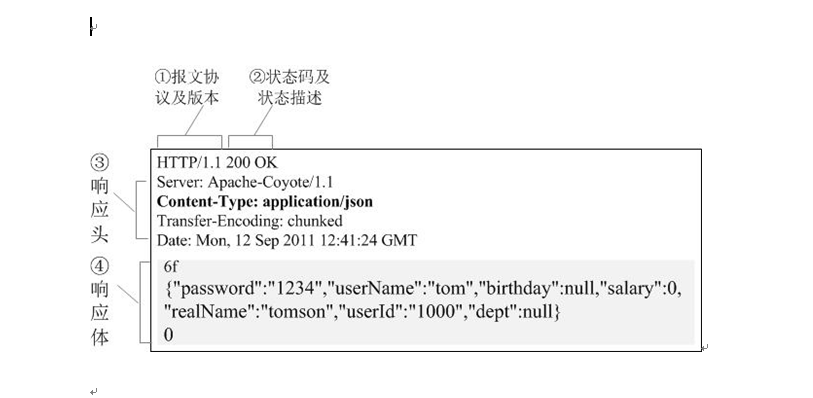 ①报文协
议及版本
②状态码及
状态描述
HTTP/1.1 200 OK
③
响
应
头
Server: Apache-Coyote/1.1
Content-Type: application/json
Transfer-Encoding: chunked
Date: Mon, 12 Sep 2011 12:41:24 GMT
④
响
应
体
6f
{"password":"1234","userName":"tom","birthday":null,"salary":0,
"realName":"tomson","userId":"1000","dept":null}
0